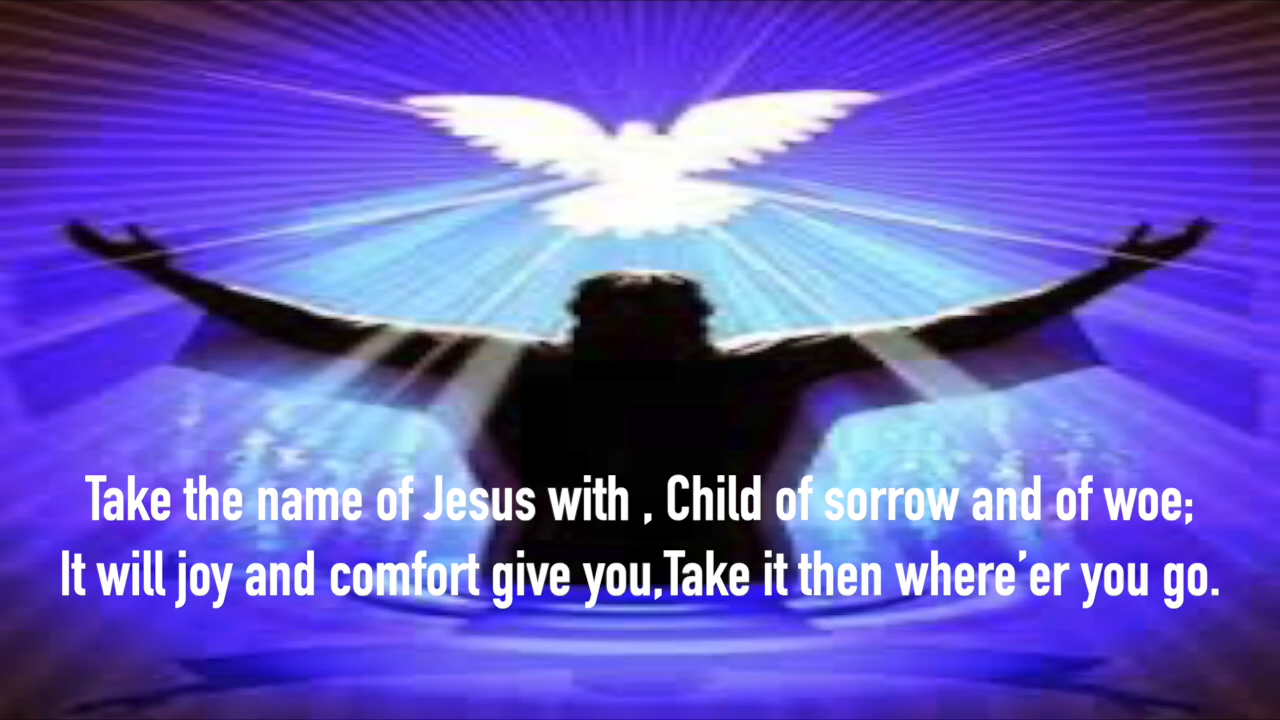 Take the name of Jesus with , Child of sorrow and of woe;
It will joy and comfort give you,Take it then where’er you go.